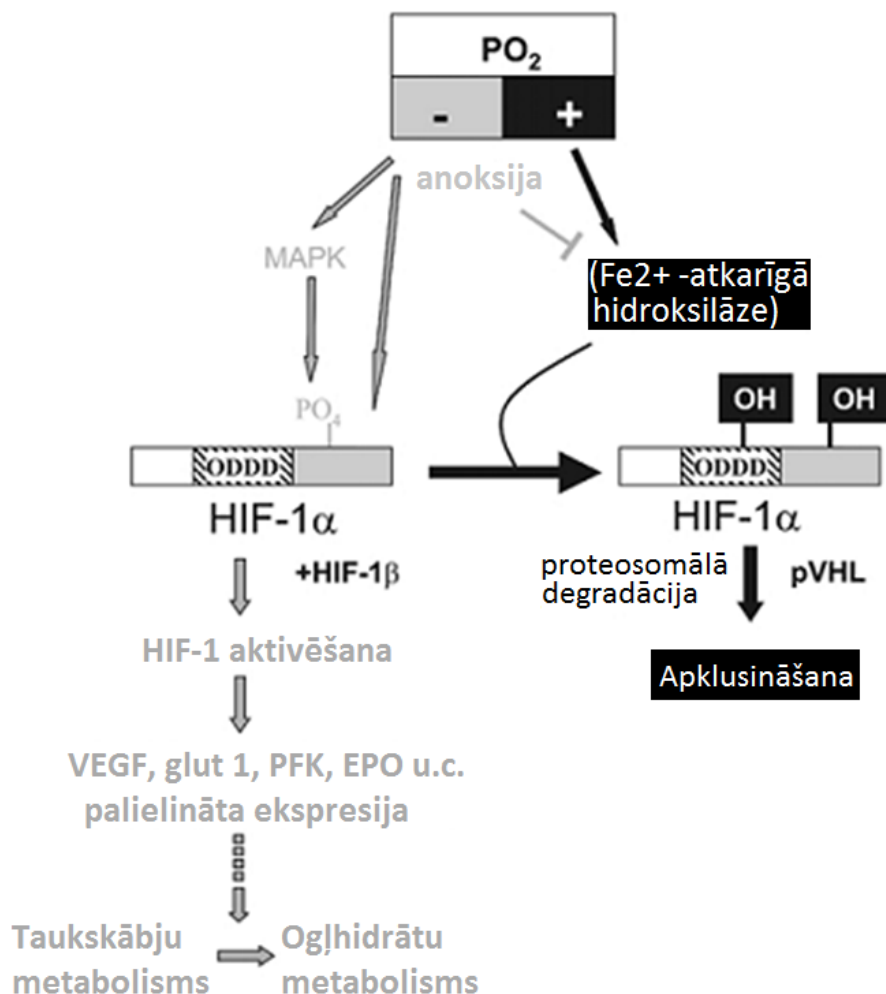 PO₂
- +
anoksija
MAPK
(Fe2+ -atkarīgā
hidroksilāze)
PO₄
OH OH
ODDD ODDD
HIF-1α HIF-1α
+HIF-1β
proteosomālā
degradācija
pVHL
HIF-1 aktivēšana
Apklusināšana
VEGF, glut 1, PFK, EPO u.c.
palielināta ekspresija
Taukskābju
metabolisms
Ogļhidrātu
metabolisms